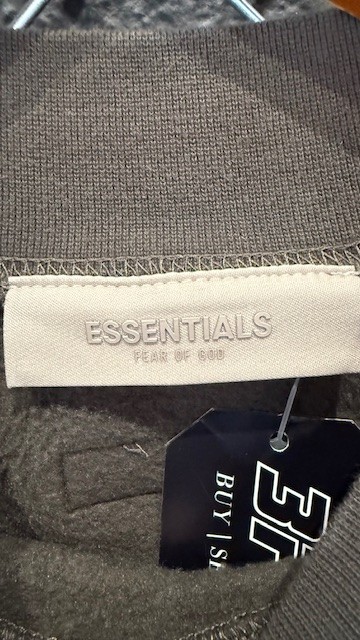 ESSENTIALS
FEAR OF GOD
BUY |